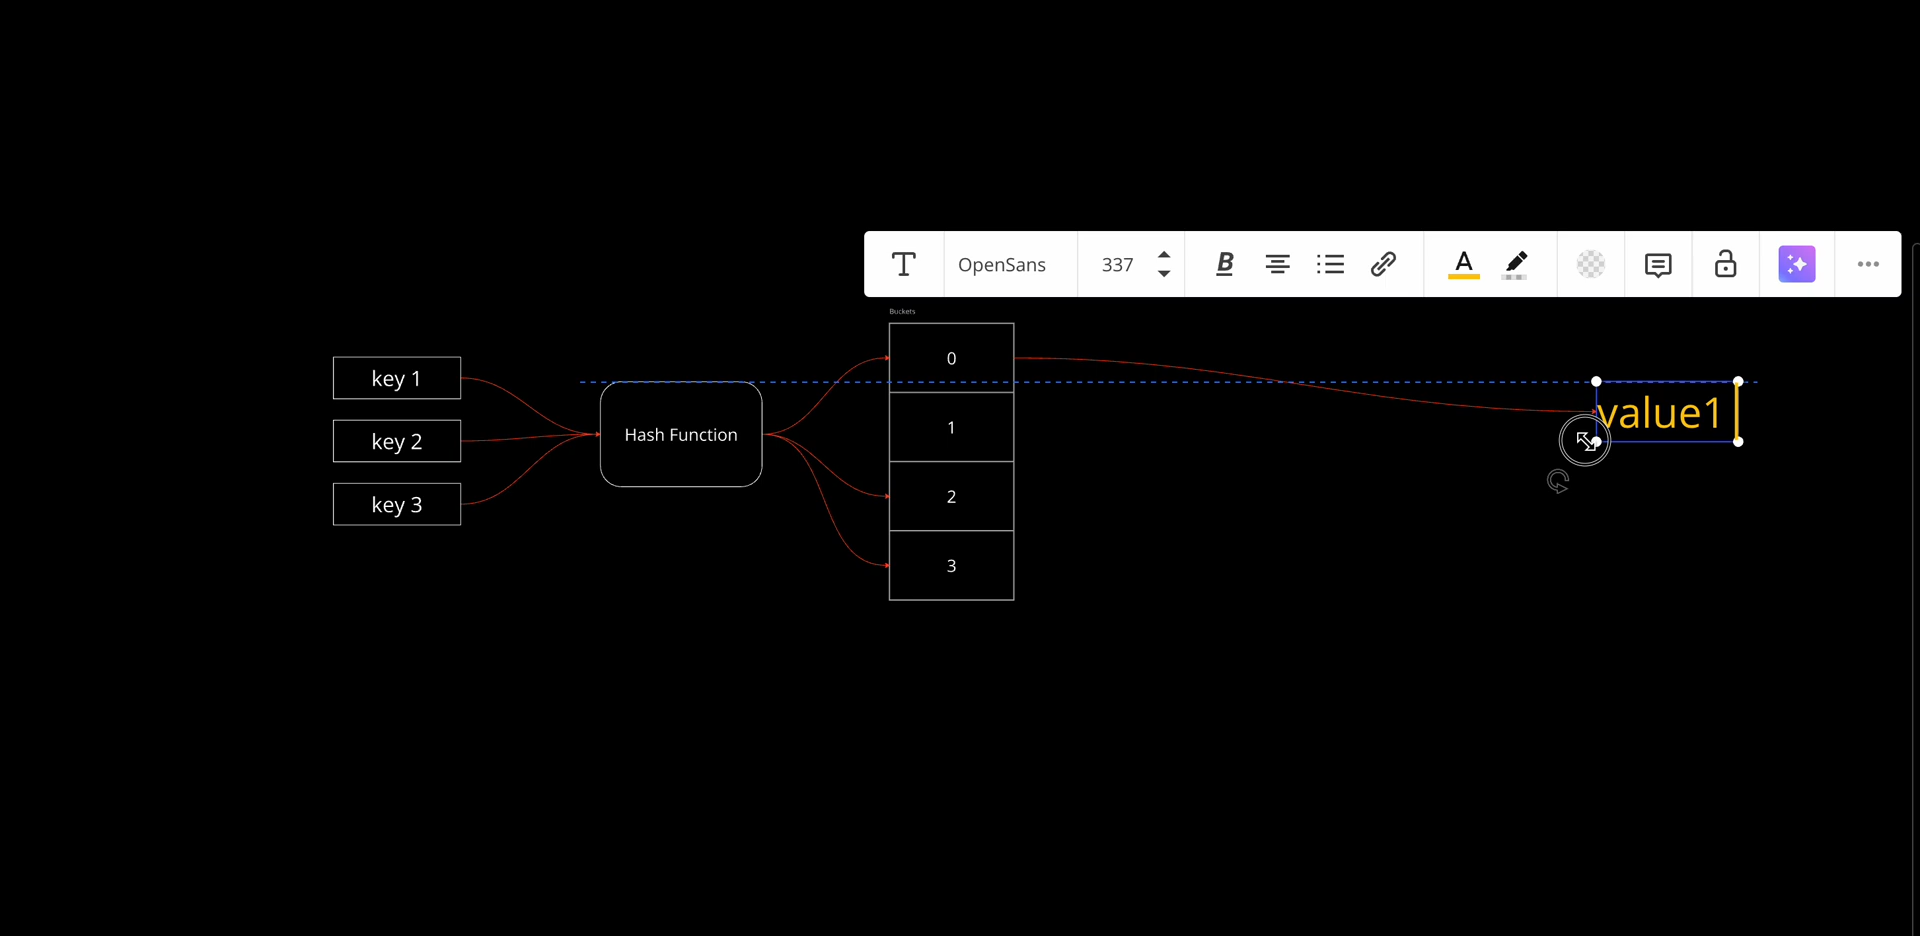 T OpenSans 337 B A
Buckets
key 1
key 2
key 3
Hash Function
0
1
2
3
value1